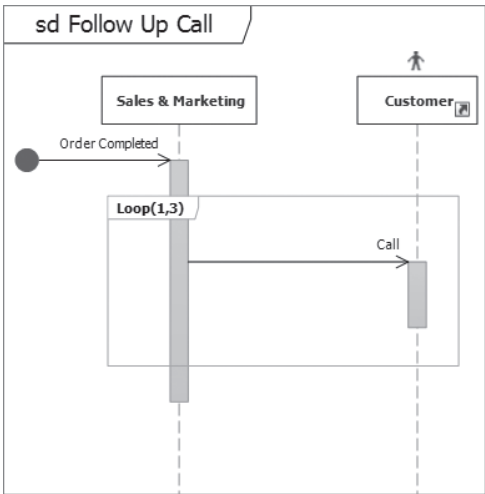 sd Follow Up Call
Sales & Marketing
Customer
Order Completed
Loop(1,3)
Call